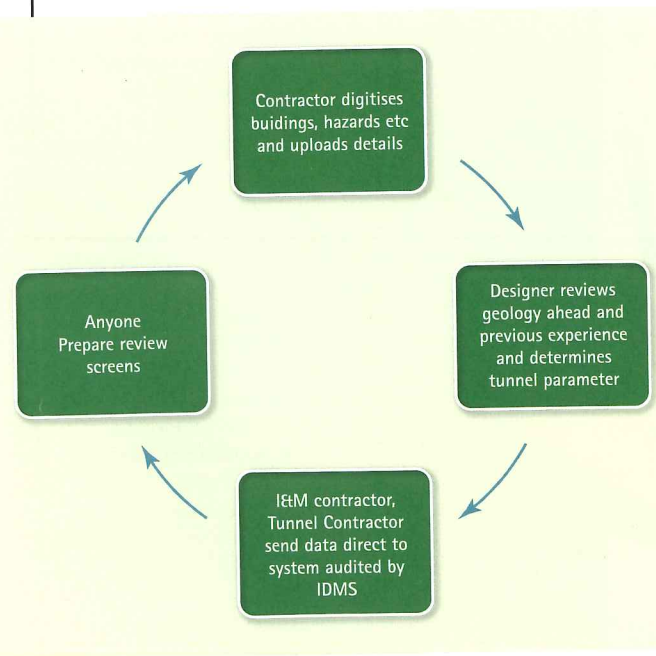 Contractor digitises
buidings, hazards etc
and uploads details
Designer reviews
geology ahead and
previous experience
and determines
tunnel parameter
I&M contractor,
Tunnel Contractor
send data direct to
system audited by
IDMS
Anyone
Prepare review
screens